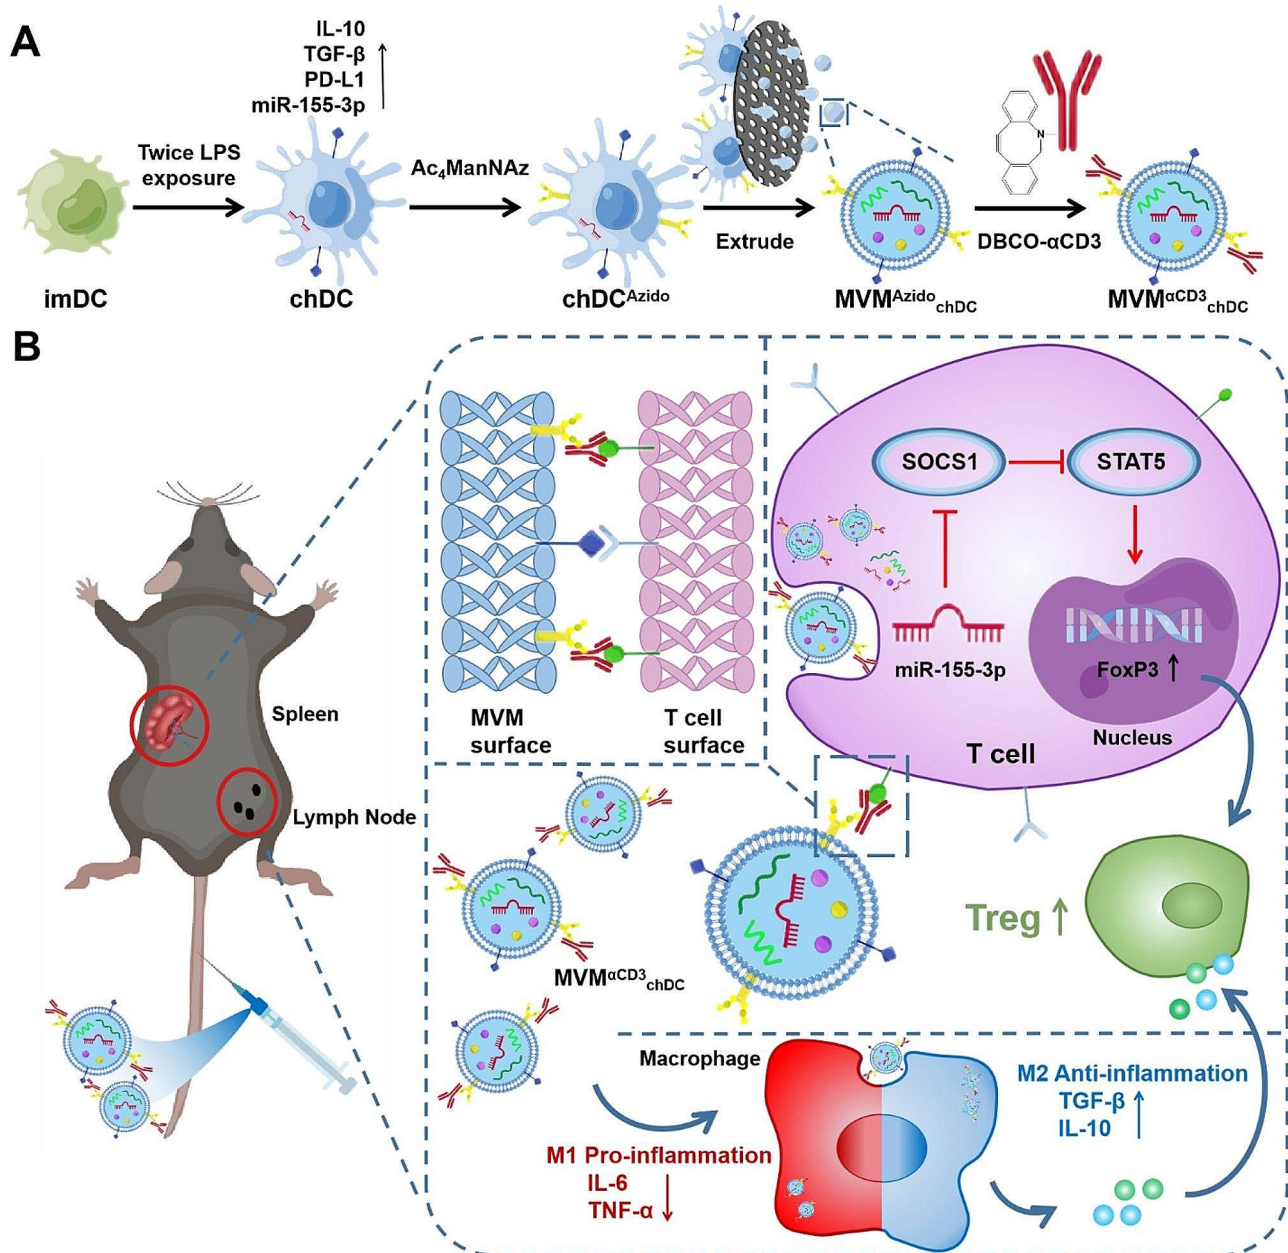 A
IL-10
TGF-β
PD-L1
miR-155-3p
Twice LPS
exposure
Ac₄ManNAz
Extrude
N
DBCO-αCD3
imDC
chDC
chDCᴬᶻⁱᵈᵒ
MVMᴬᶻⁱᵈᵒchDC
MVMαCD3chDC
B
SOCS1
STAT5
miR-155-3p
FoxP3
Nucleus
T cell
MVM
surface
T cell
surface
Spleen
Lymph Node
MVMαCD3chDC
Treg
Macrophage
M1 Pro-inflammation
IL-6
TNF-α
M2 Anti-inflammation
TGF-β
IL-10